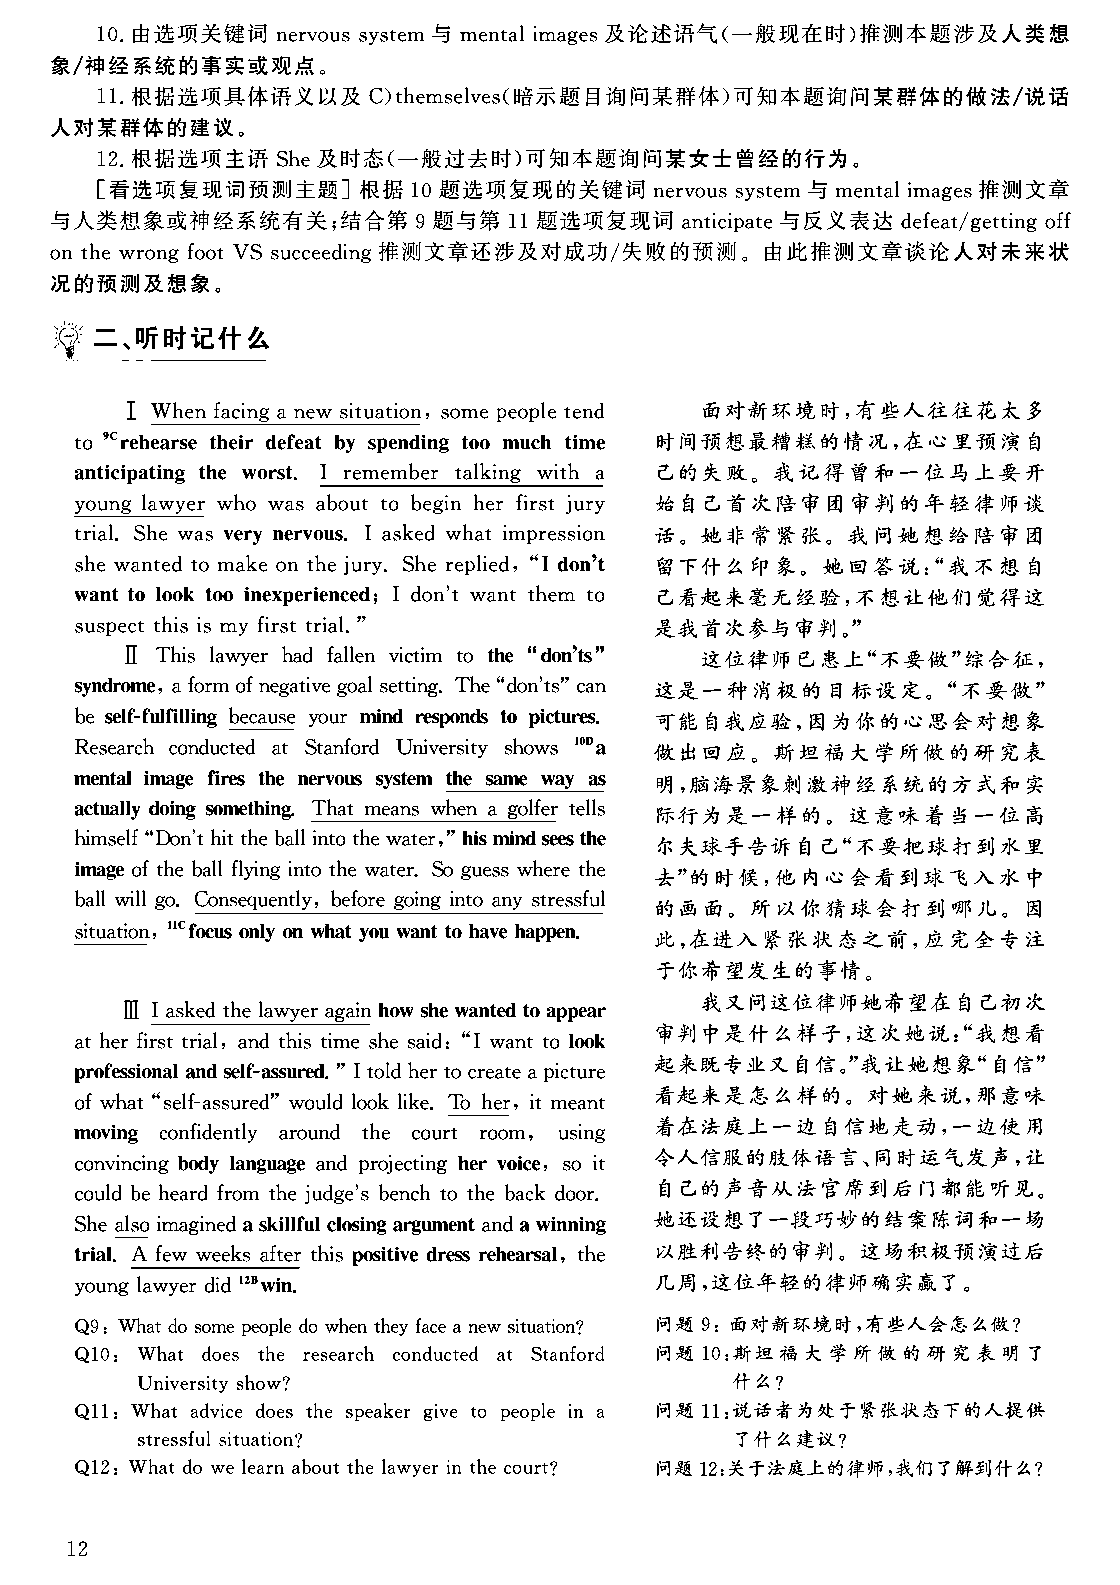 10. 由选项关键词 nervous system 与 mental images 及论述语气(一般现在时)推测本题涉及人类想
象/神经系统的事实或观点。
11. 根据选项具体语义以及 C)themselves(暗示题目询问某群体)可知本题询问某群体的做法/说话
人对某群体的建议。
12. 根据选项主语 She 及时态(一般过去时)可知本题询问某女士曾经的行为。
[看选项复现词预测主题] 根据 10 题选项复现的关键词 nervous system 与 mental images 推测文章
与人类想象或神经系统有关;结合第 9 题与第 11 题选项复现词 anticipate 与反义表达 defeat/getting off
on the wrong foot VS succeeding 推测文章还涉及对成功/失败的预测。由此推测文章谈论人对未来状
况的预测及想象。
二、听时记什么
Ⅰ When facing a new situation, some people tend
to 9Crehearse their defeat by spending too much time
anticipating the worst. I remember talking with a
young lawyer who was about to begin her first jury
trial. She was very nervous. I asked what impression
she wanted to make on the jury. She replied, “I don't
want to look too inexperienced; I don't want them to
suspect this is my first trial.”
Ⅱ This lawyer had fallen victim to the “don'ts”
syndrome, a form of negative goal setting. The “don'ts” can
be self-fulfilling because your mind responds to pictures.
Research conducted at Stanford University shows 10Da
mental image fires the nervous system the same way as
actually doing something. That means when a golfer tells
himself “Don't hit the ball into the water,” his mind sees the
image of the ball flying into the water. So guess where the
ball will go. Consequently, before going into any stressful
situation, 11Cfocus only on what you want to have happen.
Ⅲ I asked the lawyer again how she wanted to appear
at her first trial, and this time she said: “I want to look
professional and self-assured.” I told her to create a picture
of what “self-assured” would look like. To her, it meant
moving confidently around the court room, using
convincing body language and projecting her voice, so it
could be heard from the judge's bench to the back door.
She also imagined a skillful closing argument and a winning
trial. A few weeks after this positive dress rehearsal, the
young lawyer did 12Bwin.
Q9: What do some people do when they face a new situation?
Q10: What does the research conducted at Stanford
University show?
Q11: What advice does the speaker give to people in a
stressful situation?
Q12: What do we learn about the lawyer in the court?
面对新环境时,有些人往往花太多
时间预想最糟糕的情况,在心里预演自
己的失败。我记得曾和一位马上要开
始自己首次陪审团审判的年轻律师谈
话。她非常紧张。我问她想给陪审团
留下什么印象。她回答说:“我不想自
己看起来毫无经验,不想让他们觉得这
是我首次参与审判。”
这位律师已患上“不要做”综合征,
这是一种消极的目标设定。“不要做”
可能自我应验,因为你的心思会对想象
做出回应。斯坦福大学所做的研究表
明,脑海景象刺激神经系统的方式和实
际行为是一样的。这意味着当一位高
尔夫球手告诉自己“不要把球打到水里
去”的时候,他内心会看到球飞入水中
的画面。所以你猜球会打到哪儿。因
此,在进入紧张状态之前,应完全专注
于你希望发生的事情。
我又问这位律师她希望在自己初次
审判中是什么样子,这次她说:“我想看
起来既专业又自信。”我让她想象“自信”
看起来是怎么样的。对她来说,那意味
着在法庭上一边自信地走动,一边使用
令人信服的肢体语言、同时运气发声,让
自己的声音从法官席到后门都能听见。
她还设想了一段巧妙的结案陈词和一场
以胜利告终的审判。这场积极预演过后
几周,这位年轻的律师确实赢了。
问题 9: 面对新环境时,有些人会怎么做?
问题 10:斯坦福大学所做的研究表明了
什么?
问题 11:说话者为处于紧张状态下的人提供
了什么建议?
问题 12:关于法庭上的律师,我们了解到什么?
12